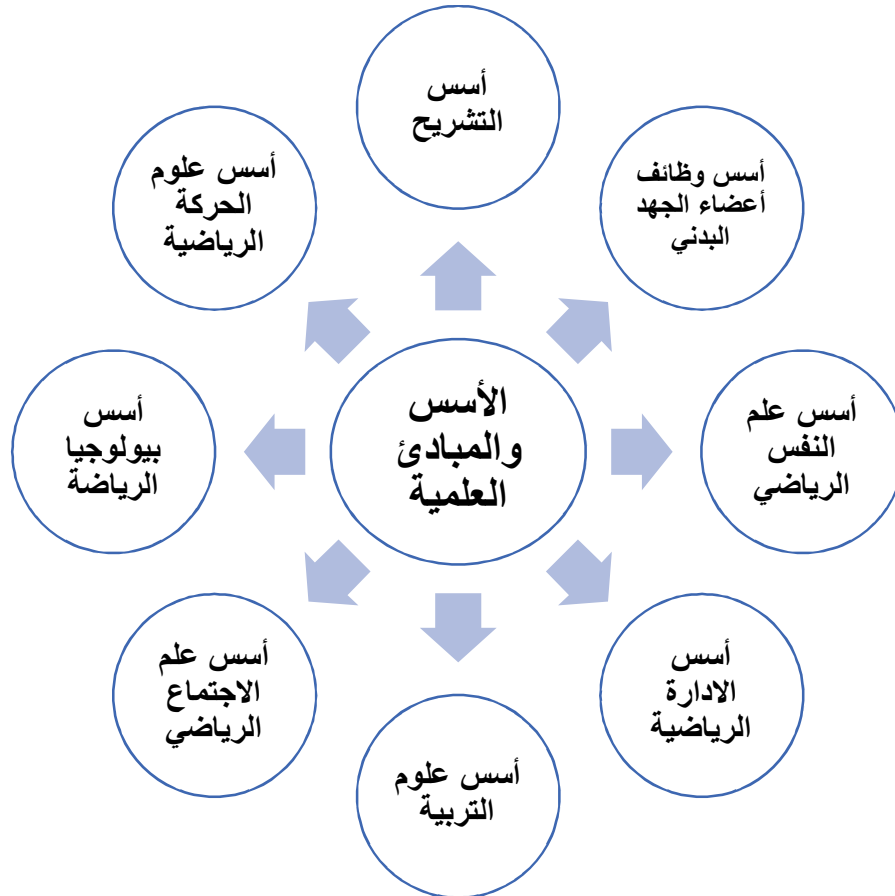 أسس
التشريح
أسس وظائف
أعضاء الجهد
البدني
أسس علم
النفس
الرياضي
أسس
الادارة
الرياضية
أسس علوم
التربية
أسس علم
الاجتماع
الرياضي
أسس
بيولوجيا
الرياضة
أسس علوم
الحركة
الرياضية
الأسس
والمبادئ
العلمية